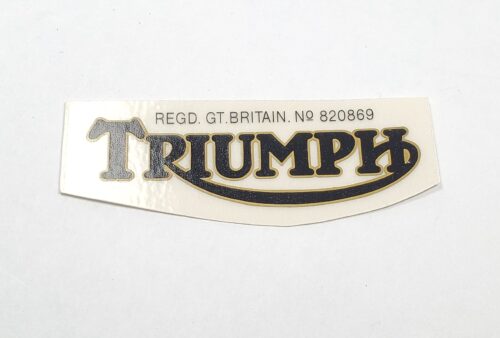 REGD. GT. BRITAIN. Nº 820869
TRIUMPH